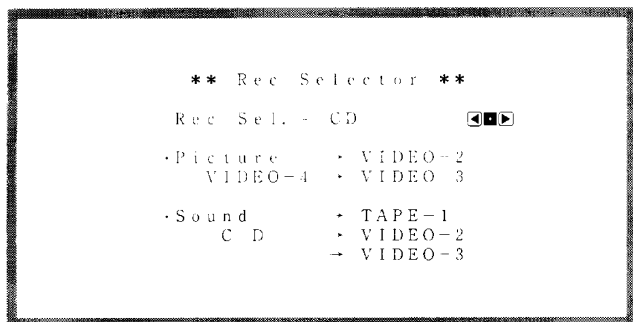 ** Rec Selector **
Rec Sel. - CD
・Picture → VIDEO-2
VIDEO-4 → VIDEO-3
・Sound → TAPE-1
CD → VIDEO-2
→ VIDEO-3